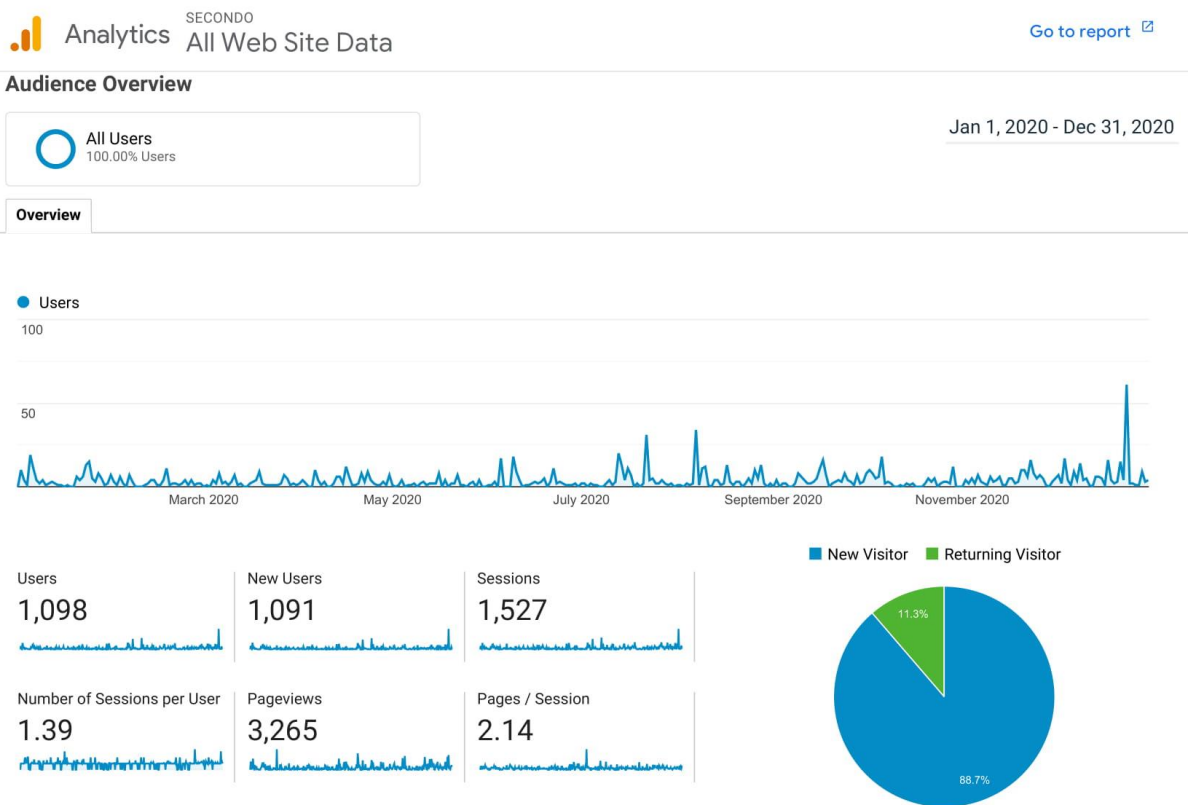 Analytics
SECONDO
All Web Site Data
Go to report
Audience Overview
All Users
100.00% Users
Jan 1, 2020 - Dec 31, 2020
Overview
Users
100
50
March 2020
May 2020
July 2020
September 2020
November 2020
New Visitor
Returning Visitor
Users
1,098
New Users
1,091
Sessions
1,527
Number of Sessions per User
1.39
Pageviews
3,265
Pages / Session
2.14
11.3%
88.7%